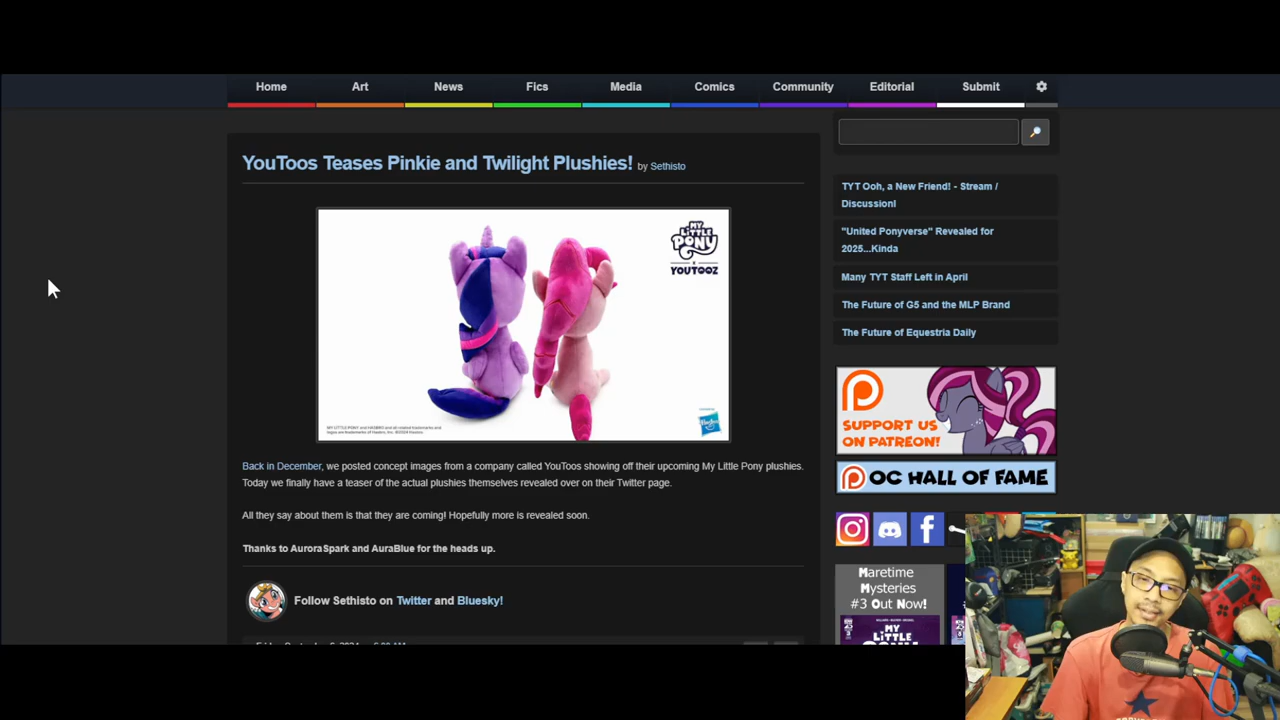 Home Art News Fics Media Comics Community Editorial Submit
YouToos Teases Pinkie and Twilight Plushies! by Sethisto
MY LITTLE PONY
x
YOUTOOZ
Hasbro
Back in December, we posted concept images from a company called YouToos showing off their upcoming My Little Pony plushies.
Today we finally have a teaser of the actual plushies themselves revealed over on their Twitter page.
All they say about them is that they are coming! Hopefully more is revealed soon.
Thanks to AuroraSpark and AuraBlue for the heads up.
Follow Sethisto on Twitter and Bluesky!
TYT Ooh, a New Friend! - Stream /
Discussion!
"United Ponyverse" Revealed for
2025...Kinda
Many TYT Staff Left in April
The Future of G5 and the MLP Brand
The Future of Equestria Daily
SUPPORT US
ON PATREON!
OC HALL OF FAME
Maretime
Mysteries
#3 Out Now!
MY LITTLE